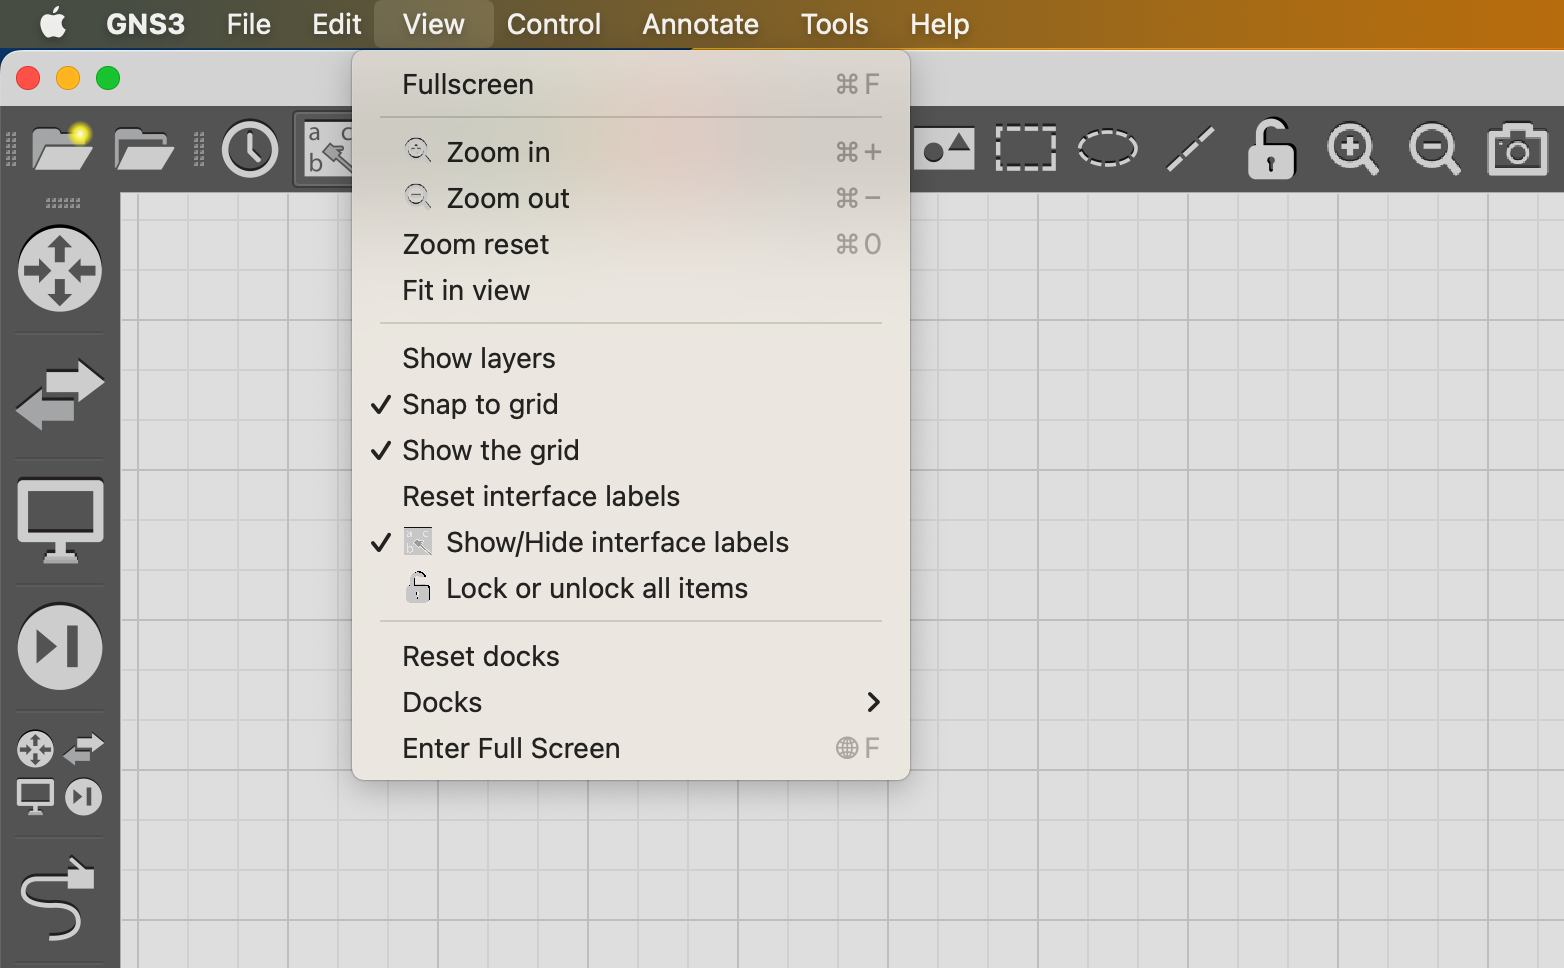 GNS3 File Edit View Control Annotate Tools Help
Fullscreen ⌘ F
a c
b
Zoom in ⌘ +
Zoom out ⌘ −
Zoom reset ⌘ 0
Fit in view
Show layers
✓ Snap to grid
✓ Show the grid
Reset interface labels
✓ Show/Hide interface labels
Lock or unlock all items
Reset docks
Docks >
Enter Full Screen 🌐 F